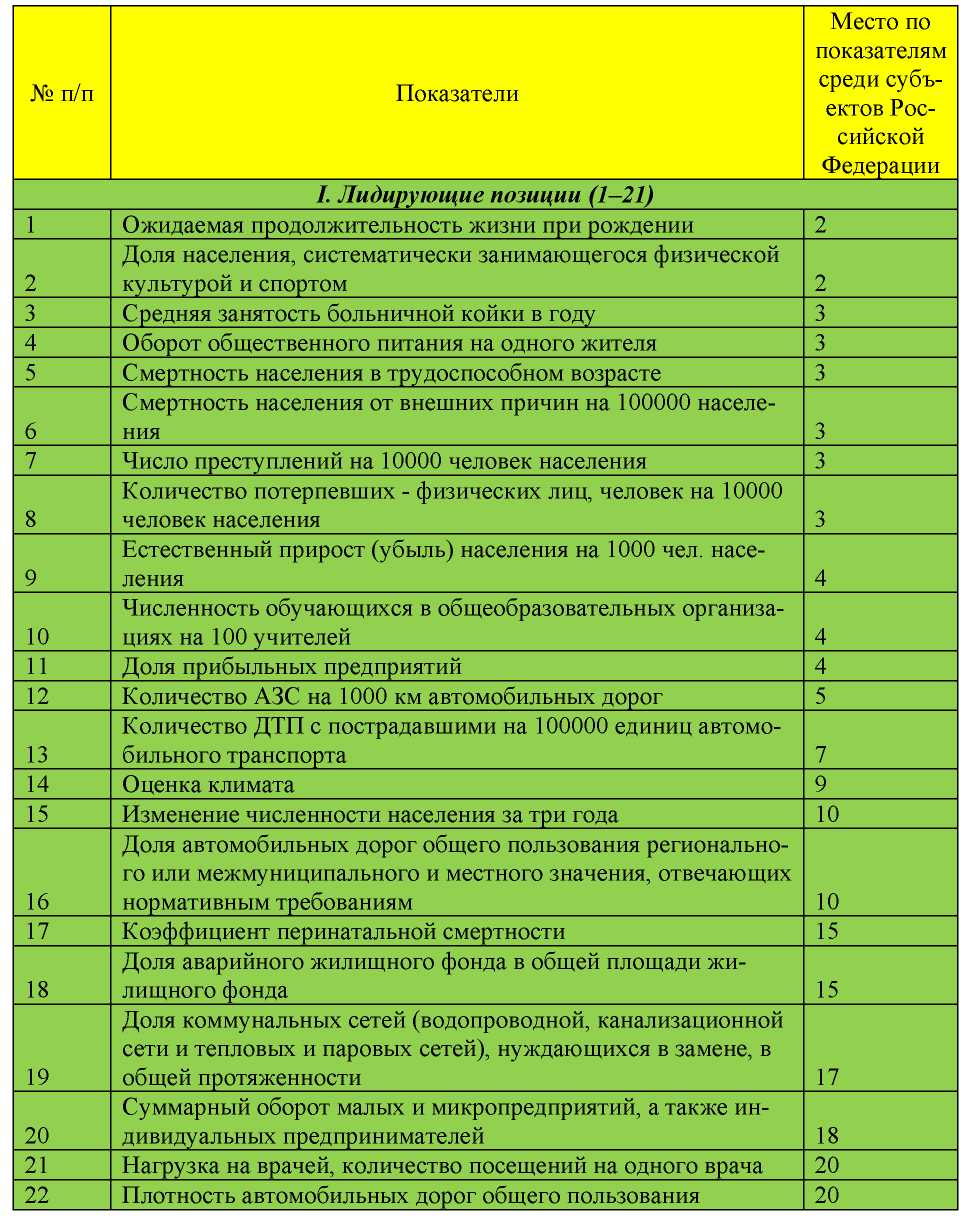 № п/п
Показатели
Место по
показателям
среди субъ-
ектов Рос-
сийской
Федерации
I. Лидирующие позиции (1–21)
1 Ожидаемая продолжительность жизни при рождении 2
Доля населения, систематически занимающегося физической
2 культурой и спортом 2
3 Средняя занятость больничной койки в году 3
4 Оборот общественного питания на одного жителя 3
5 Смертность населения в трудоспособном возрасте 3
Смертность населения от внешних причин на 100000 населе-
6 ния 3
7 Число преступлений на 10000 человек населения 3
Количество потерпевших - физических лиц, человек на 10000
8 человек населения 3
Естественный прирост (убыль) населения на 1000 чел. насе-
9 ления 4
Численность обучающихся в общеобразовательных организа-
10 циях на 100 учителей 4
11 Доля прибыльных предприятий 4
12 Количество АЗС на 1000 км автомобильных дорог 5
Количество ДТП с пострадавшими на 100000 единиц автомо-
13 бильного транспорта 7
14 Оценка климата 9
15 Изменение численности населения за три года 10
Доля автомобильных дорог общего пользования регионально-
го или межмуниципального и местного значения, отвечающих
16 нормативным требованиям 10
17 Коэффициент перинатальной смертности 15
Доля аварийного жилищного фонда в общей площади жи-
18 лищного фонда 15
Доля коммунальных сетей (водопроводной, канализационной
сети и тепловых и паровых сетей), нуждающихся в замене, в
19 общей протяженности 17
Суммарный оборот малых и микропредприятий, а также ин-
20 дивидуальных предпринимателей 18
21 Нагрузка на врачей, количество посещений на одного врача 20
22 Плотность автомобильных дорог общего пользования 20